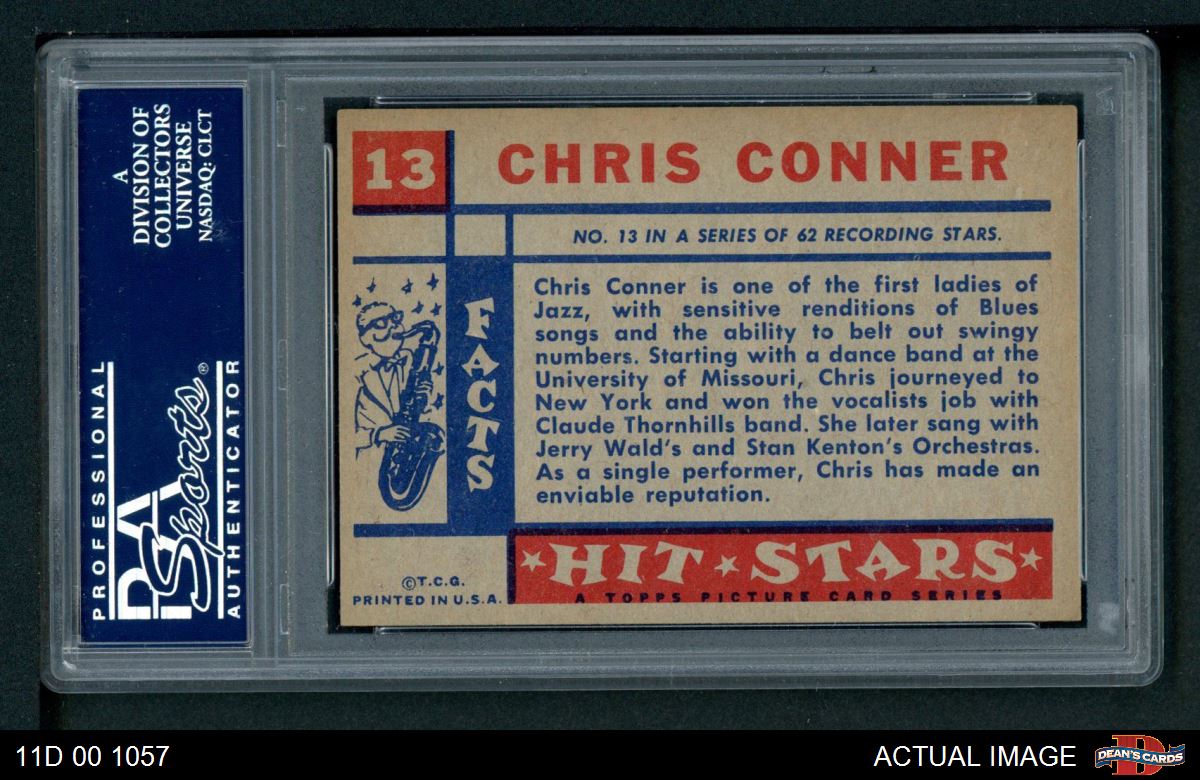 A
DIVISION OF
COLLECTORS
UNIVERSE
NASDAQ: CLCT
PROFESSIONAL
PSA
Sports®
AUTHENTICATOR
13
CHRIS CONNER
NO. 13 IN A SERIES OF 62 RECORDING STARS.
FACTS
Chris Conner is one of the first ladies of
Jazz, with sensitive renditions of Blues
songs and the ability to belt out swingy
numbers. Starting with a dance band at the
University of Missouri, Chris journeyed to
New York and won the vocalists job with
Claude Thornhills band. She later sang with
Jerry Wald's and Stan Kenton's Orchestras.
As a single performer, Chris has made an
enviable reputation.
©T.C.G.
PRINTED IN U.S.A.
HIT STARS
A TOPPS PICTURE CARD SERIES
11D 00 1057
ACTUAL IMAGE
D
DEAN'S CARDS